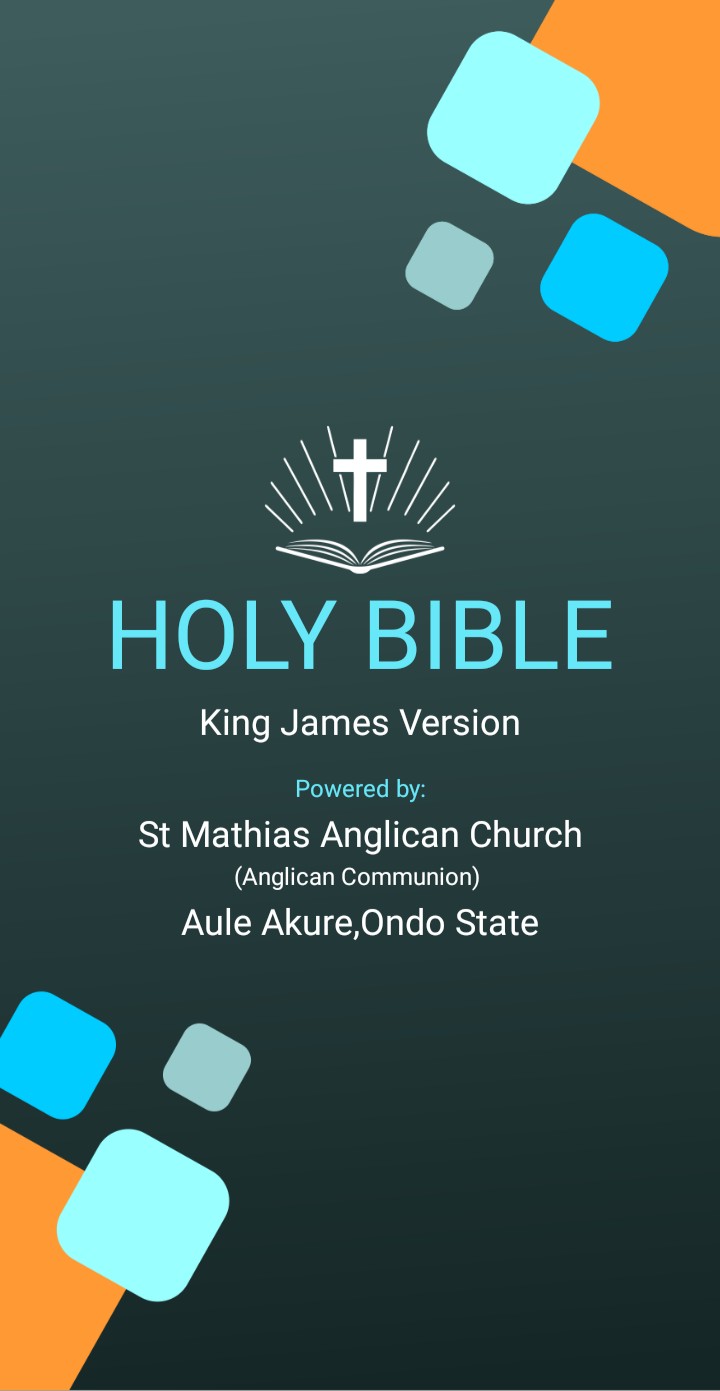 HOLY BIBLE
King James Version
Powered by:
St Mathias Anglican Church
(Anglican Communion)
Aule Akure,Ondo State